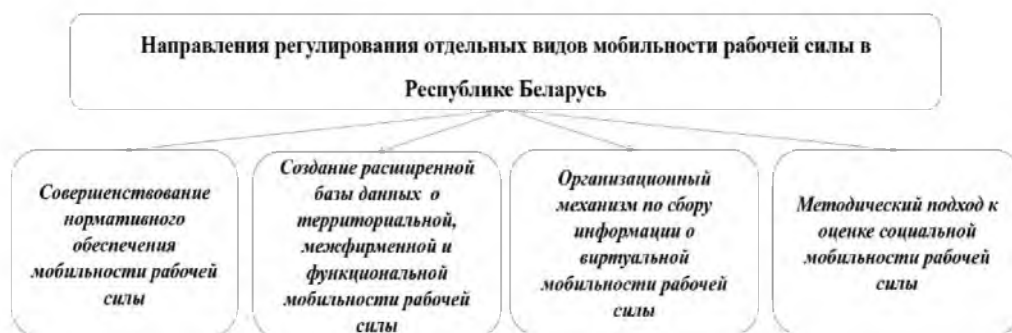 Направления регулирования отдельных видов мобильности рабочей силы в
Республике Беларусь
Совершенствование
нормативного
обеспечения
мобильности рабочей
силы
Создание расширенной
базы данных о
территориальной,
межфирменной и
функциональной
мобильности рабочей
силы
Организационный
механизм по сбору
информации о
виртуальной
мобильности рабочей
силы
Методический подход к
оценке социальной
мобильности рабочей
силы